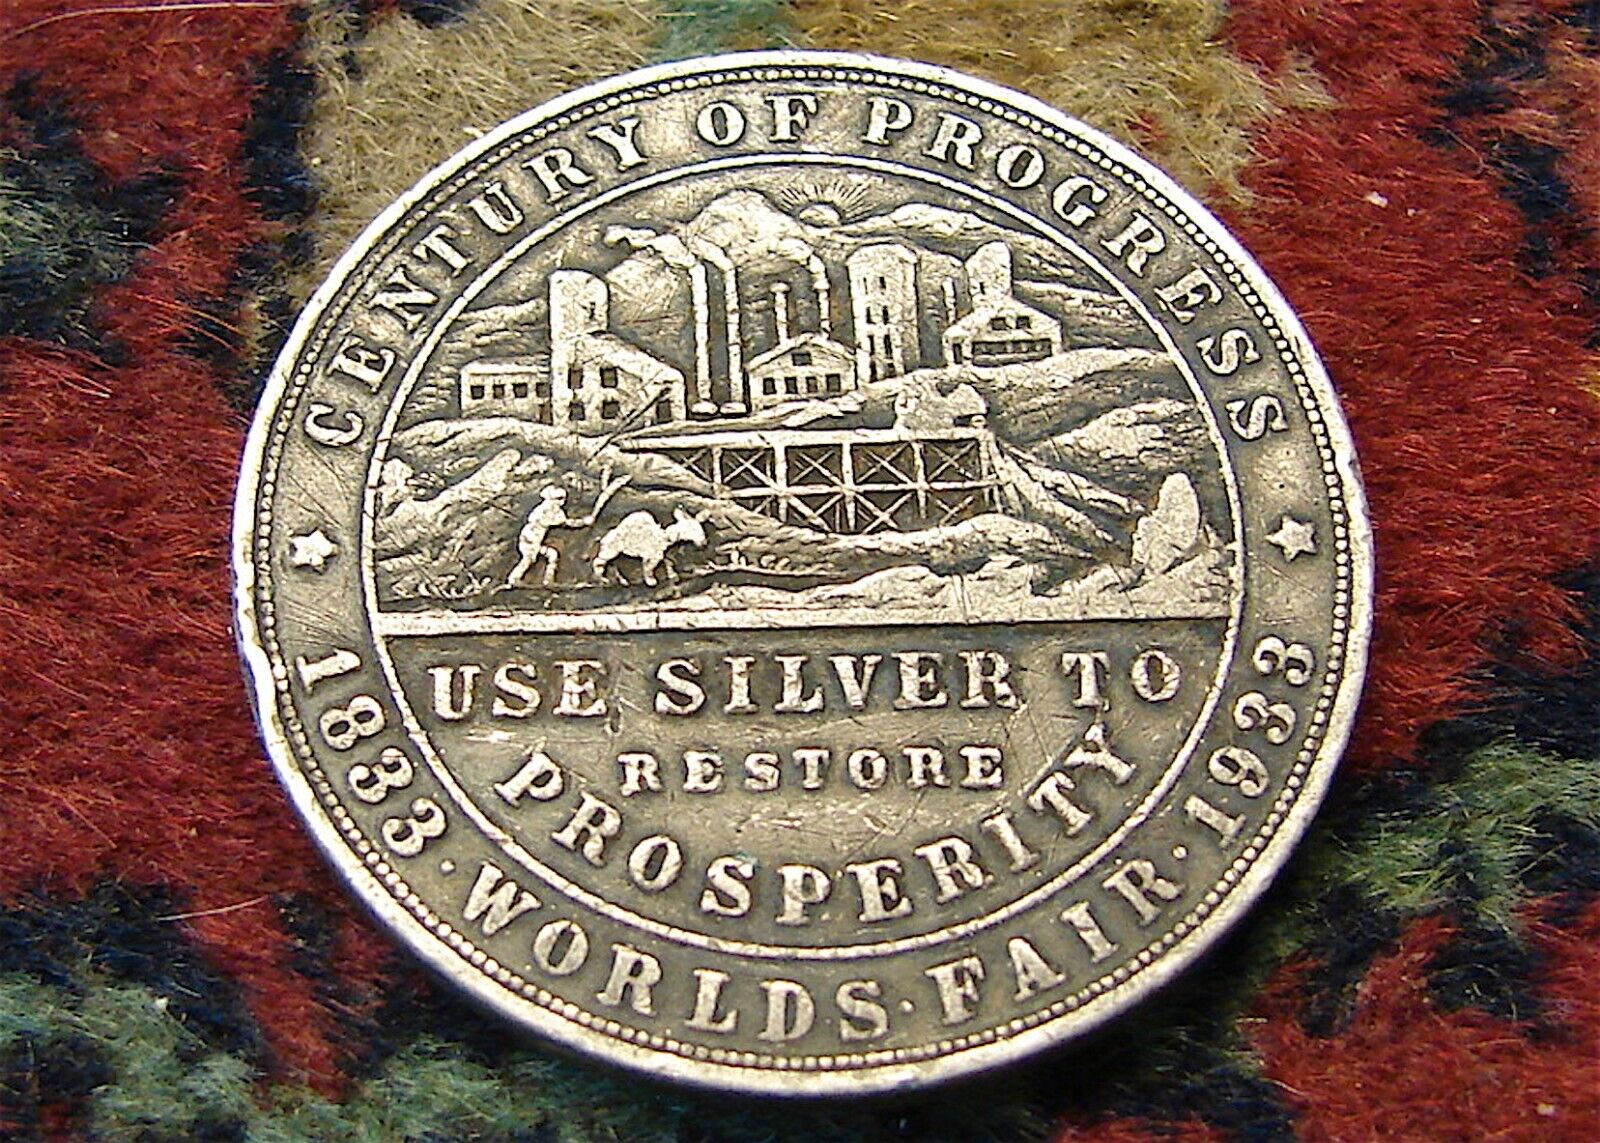 CENTURY OF PROGRESS
USE SILVER TO
RESTORE
PROSPERITY
1833 · WORLDS · FAIR · 1933